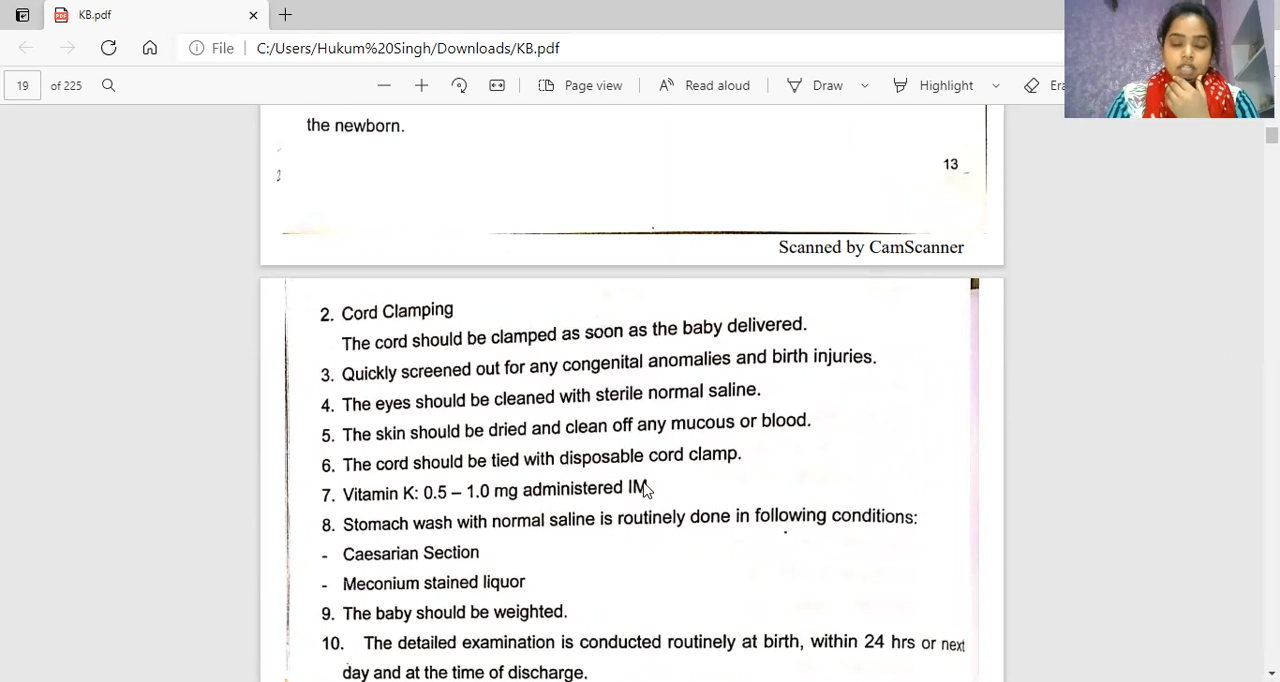 KB.pdf
File
C:/Users/Hukum%20Singh/Downloads/KB.pdf
19 of 225
Page view
Read aloud
Draw
Highlight
Era
the newborn.
13
Scanned by CamScanner
2. Cord Clamping
The cord should be clamped as soon as the baby delivered.
3. Quickly screened out for any congenital anomalies and birth injuries.
4. The eyes should be cleaned with sterile normal saline.
5. The skin should be dried and clean off any mucous or blood.
6. The cord should be tied with disposable cord clamp.
7. Vitamin K: 0.5 – 1.0 mg administered IM
8. Stomach wash with normal saline is routinely done in following conditions:
- Caesarian Section
- Meconium stained liquor
9. The baby should be weighted.
10. The detailed examination is conducted routinely at birth, within 24 hrs or next
day and at the time of discharge.